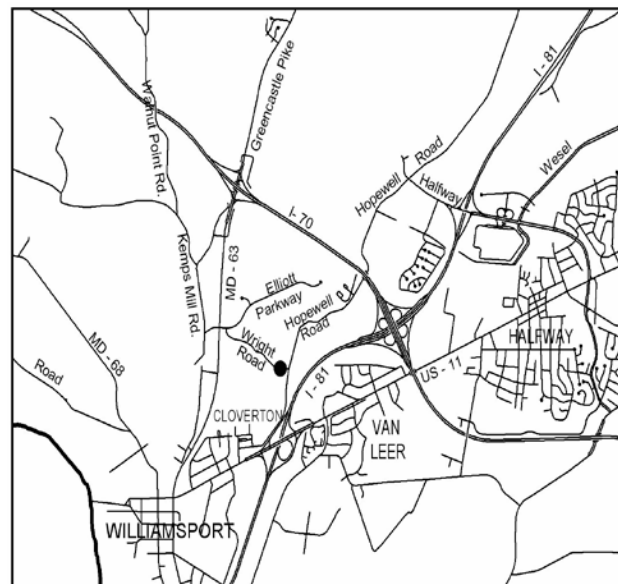 Greencastle Pike
I - 81
Walnut Point Rd.
Hopewell Road
Wesel
Halfway
I - 70
Kemps Mill Rd.
MD - 63
Elliott
Parkway
Hopewell
Road
Wright
Road
MD - 68
Road
HALFWAY
I - 81
US - 11
CLOVERTON
VAN
LEER
WILLIAMSPORT